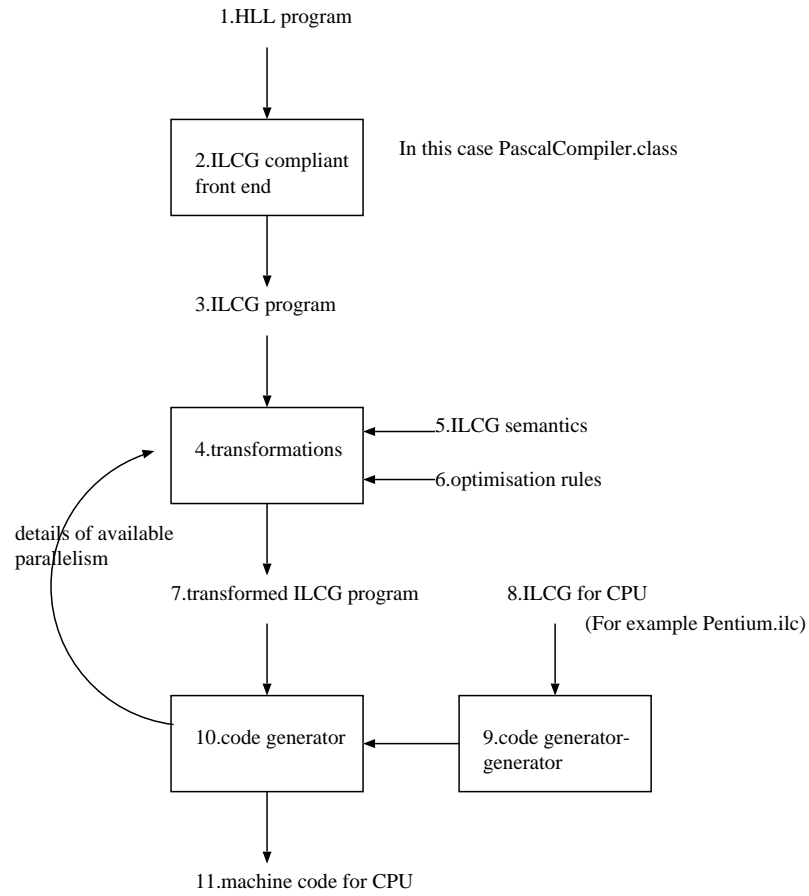 1.HLL program
2.ILCG compliant
front end
In this case PascalCompiler.class
3.ILCG program
4.transformations
5.ILCG semantics
6.optimisation rules
details of available
parallelism
7.transformed ILCG program
8.ILCG for CPU
(For example Pentium.ilc)
10.code generator
9.code generator-
generator
11.machine code for CPU